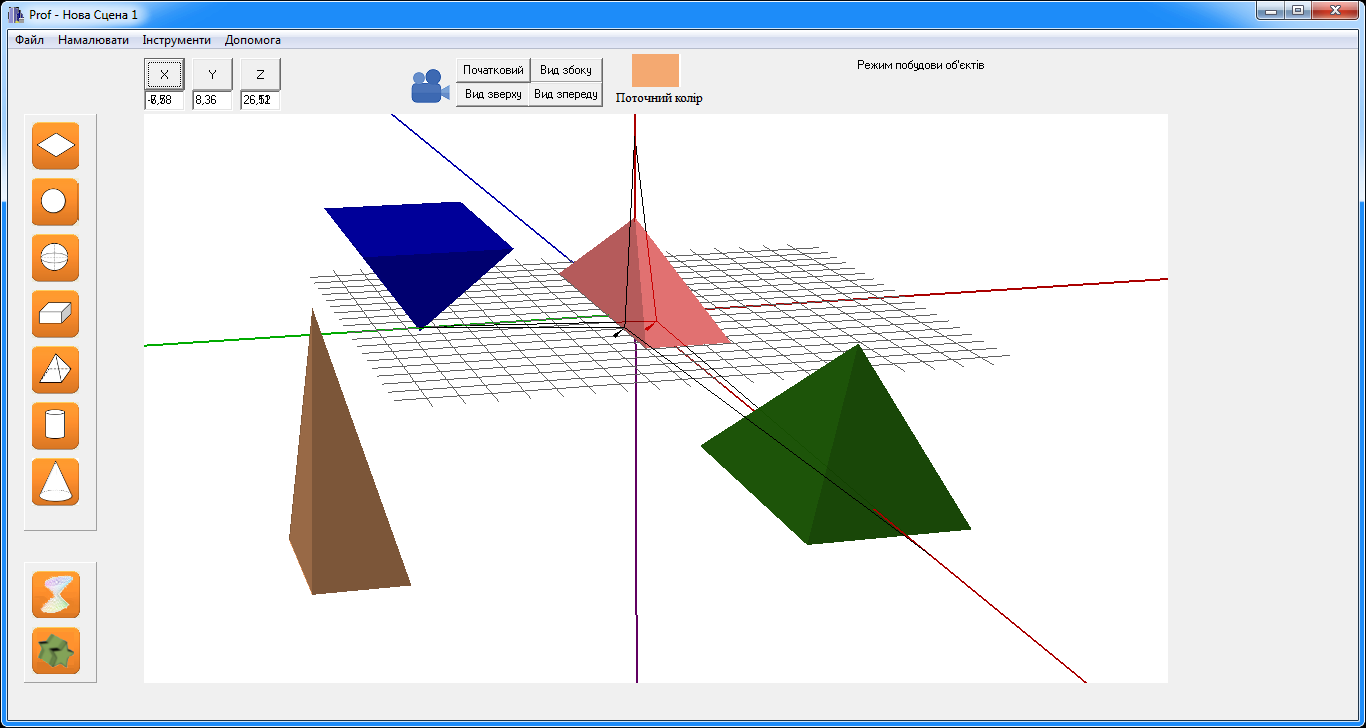 Prof - Нова Сцена 1
Файл Намалювати Інструменти Допомога
X Y Z
8,36
Початковий Вид збоку
Вид зверху Вид зпереду
Поточний колір
Режим побудови об'єктів